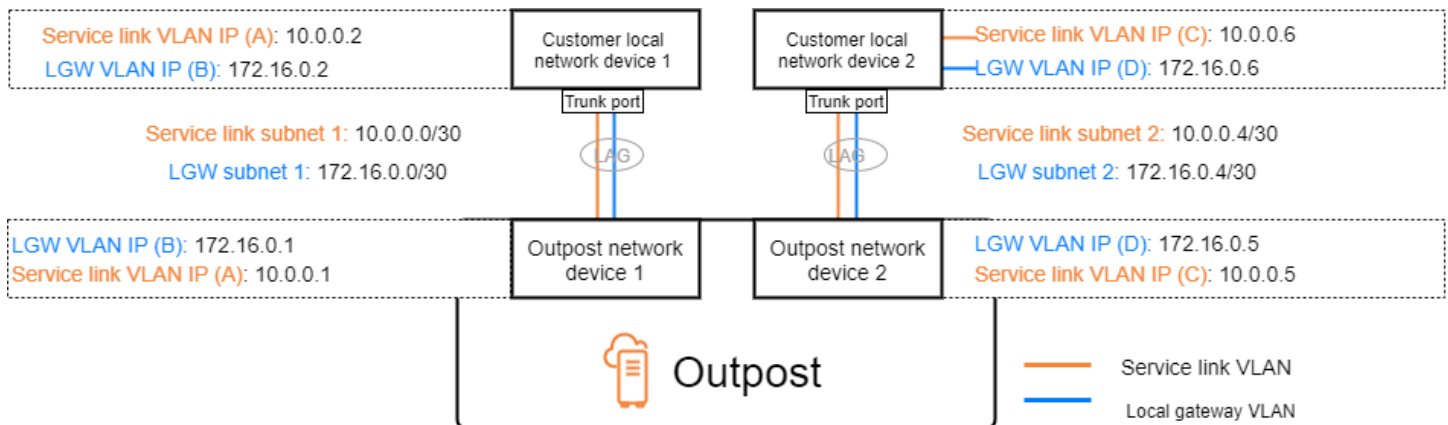 Service link VLAN IP (A): 10.0.0.2
LGW VLAN IP (B): 172.16.0.2
Customer local
network device 1
Trunk port
Customer local
network device 2
Trunk port
Service link VLAN IP (C): 10.0.0.6
LGW VLAN IP (D): 172.16.0.6
Service link subnet 1: 10.0.0.0/30
LGW subnet 1: 172.16.0.0/30
LAG
LAG
Service link subnet 2: 10.0.0.4/30
LGW subnet 2: 172.16.0.4/30
LGW VLAN IP (B): 172.16.0.1
Service link VLAN IP (A): 10.0.0.1
Outpost network
device 1
Outpost network
device 2
LGW VLAN IP (D): 172.16.0.5
Service link VLAN IP (C): 10.0.0.5
Outpost
Service link VLAN
Local gateway VLAN